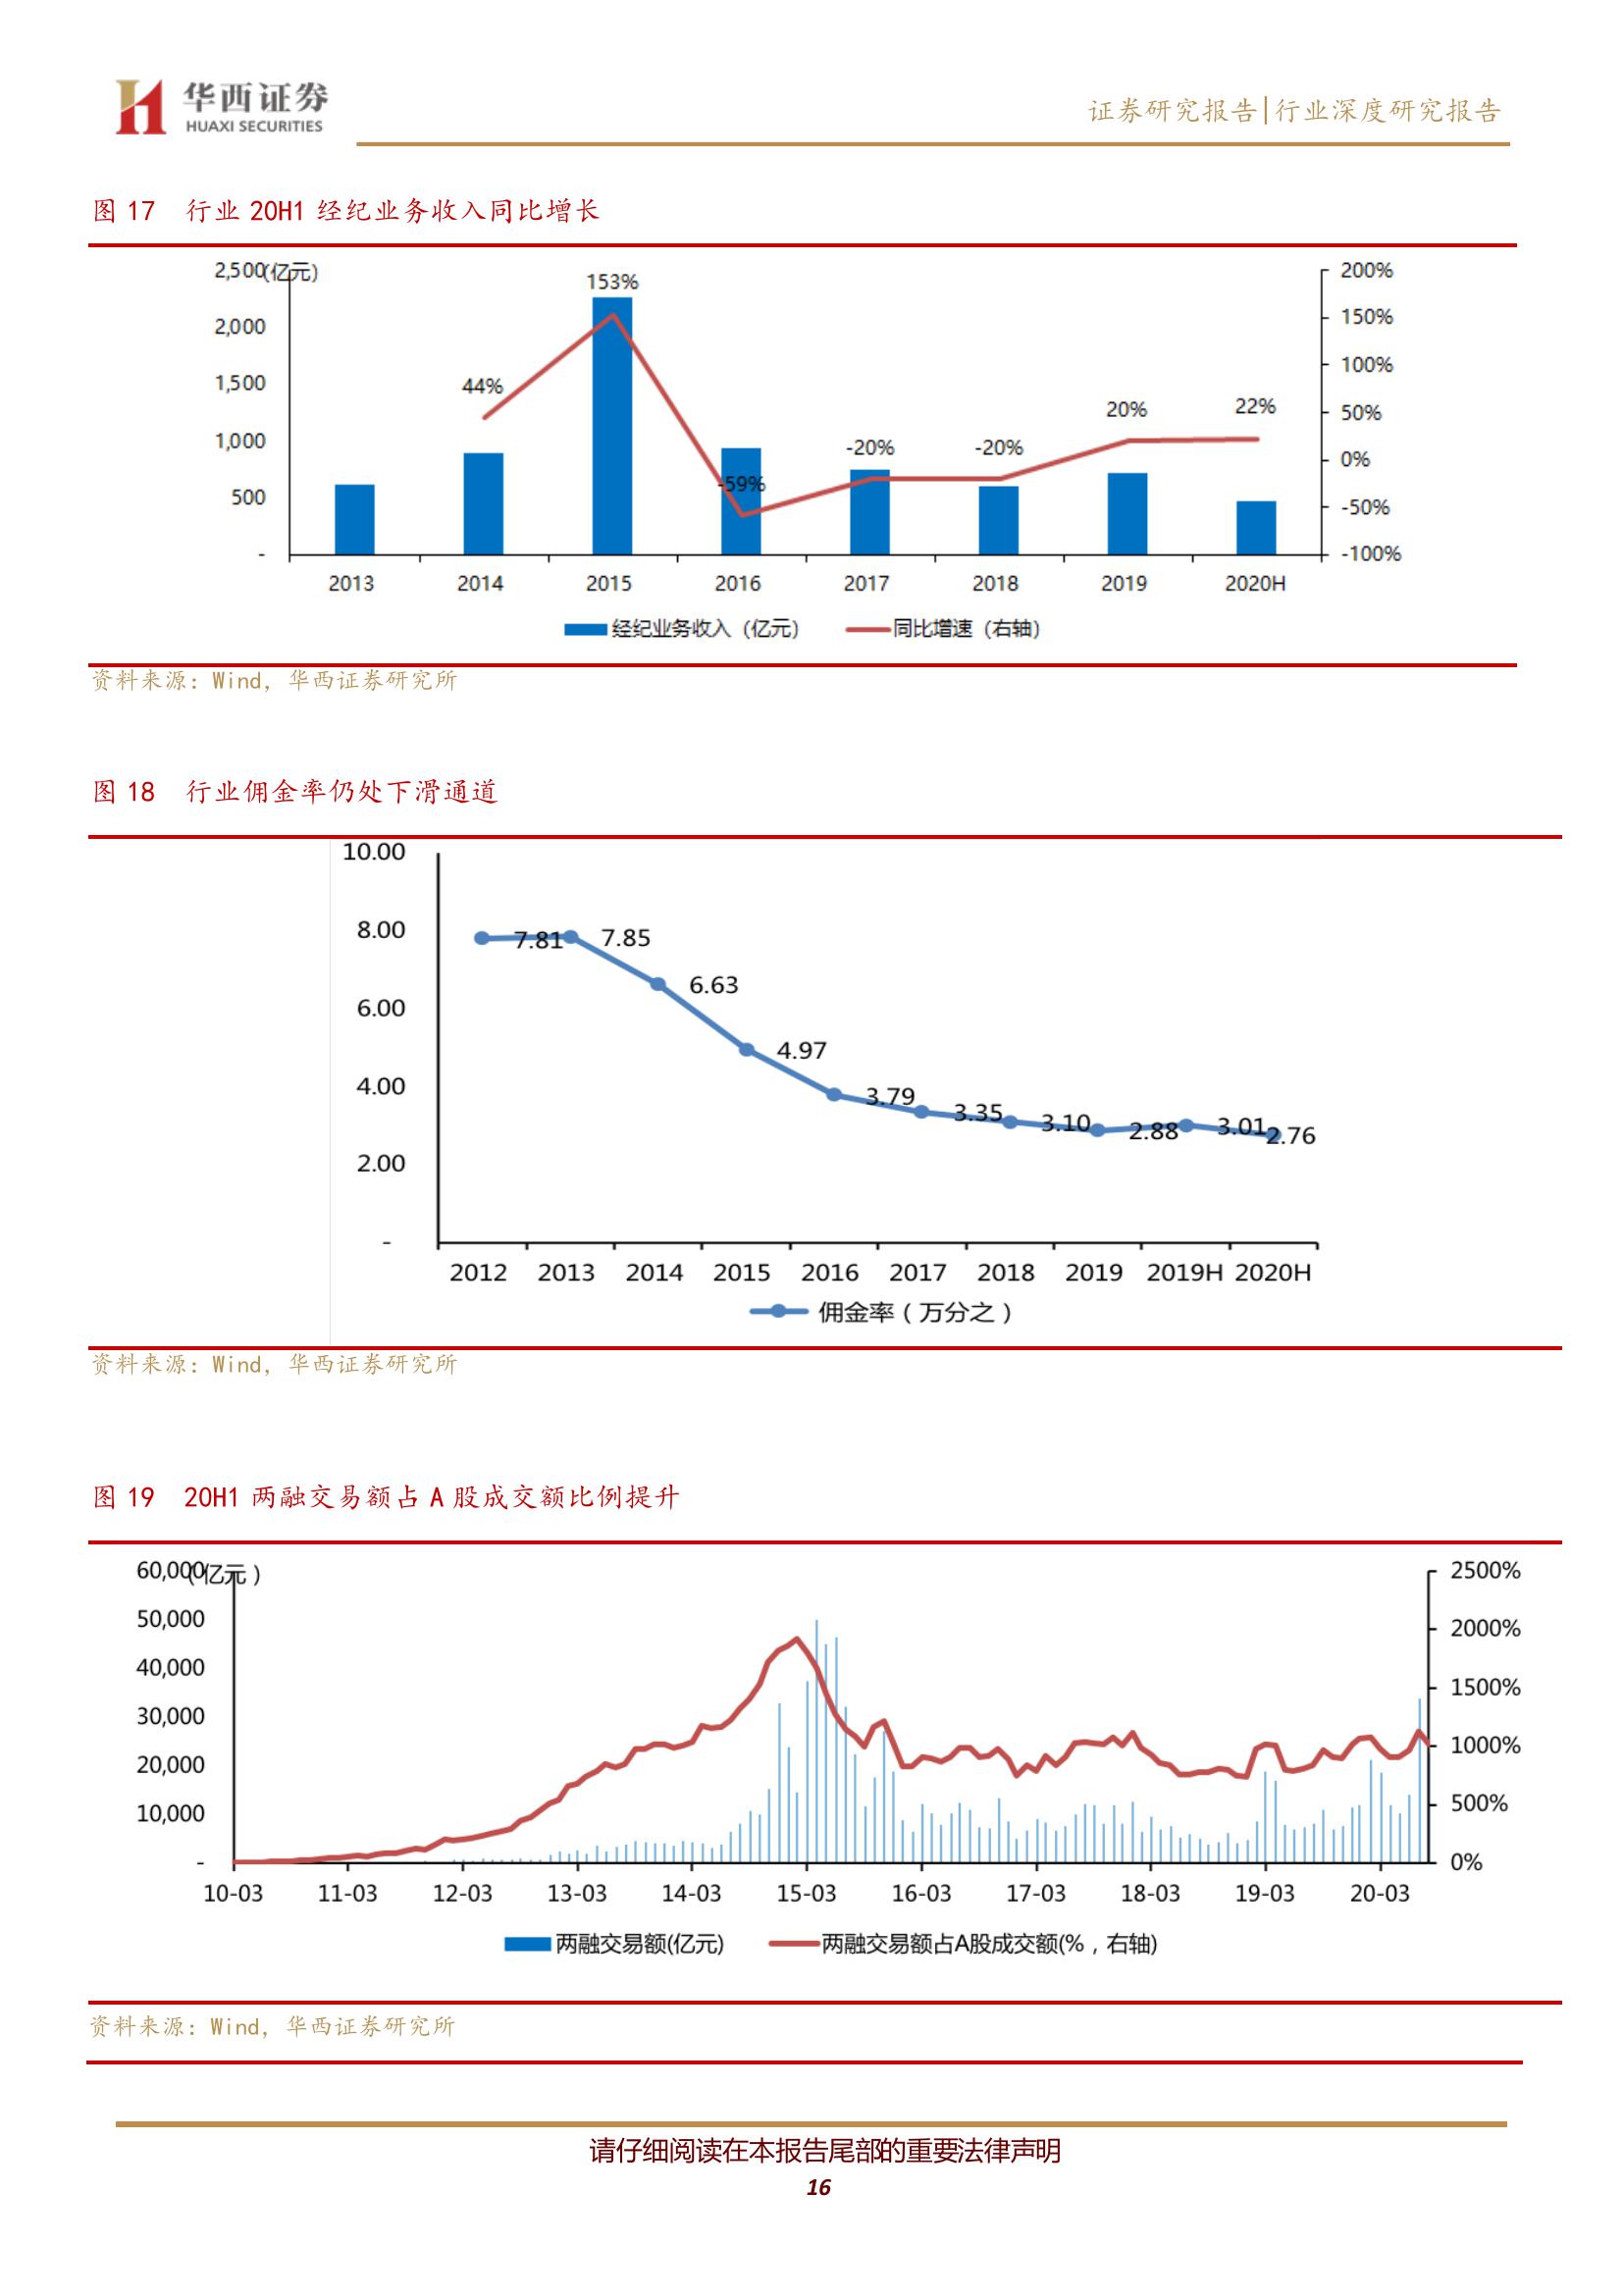 华西证券
HUAXI SECURITIES
证券研究报告|行业深度研究报告
图 17 行业 20H1 经纪业务收入同比增长
2,500(亿元)
2,000
1,500
1,000
500
-
200%
150%
100%
50%
0%
-50%
-100%
44%
153%
-59%
-20%
-20%
20%
22%
2013 2014 2015 2016 2017 2018 2019 2020H
经纪业务收入（亿元） 同比增速（右轴）
资料来源：Wind，华西证券研究所
图 18 行业佣金率仍处下滑通道
10.00
8.00
6.00
4.00
2.00
-
7.81
7.85
6.63
4.97
3.79
3.35
3.10
2.88
3.01
2.76
2012 2013 2014 2015 2016 2017 2018 2019 2019H 2020H
佣金率（万分之）
资料来源：Wind，华西证券研究所
图 19 20H1 两融交易额占 A 股成交额比例提升
60,000（亿元）
50,000
40,000
30,000
20,000
10,000
-
2500%
2000%
1500%
1000%
500%
0%
10-03 11-03 12-03 13-03 14-03 15-03 16-03 17-03 18-03 19-03 20-03
两融交易额(亿元) 两融交易额占A股成交额(%，右轴)
资料来源：Wind，华西证券研究所
请仔细阅读在本报告尾部的重要法律声明
16